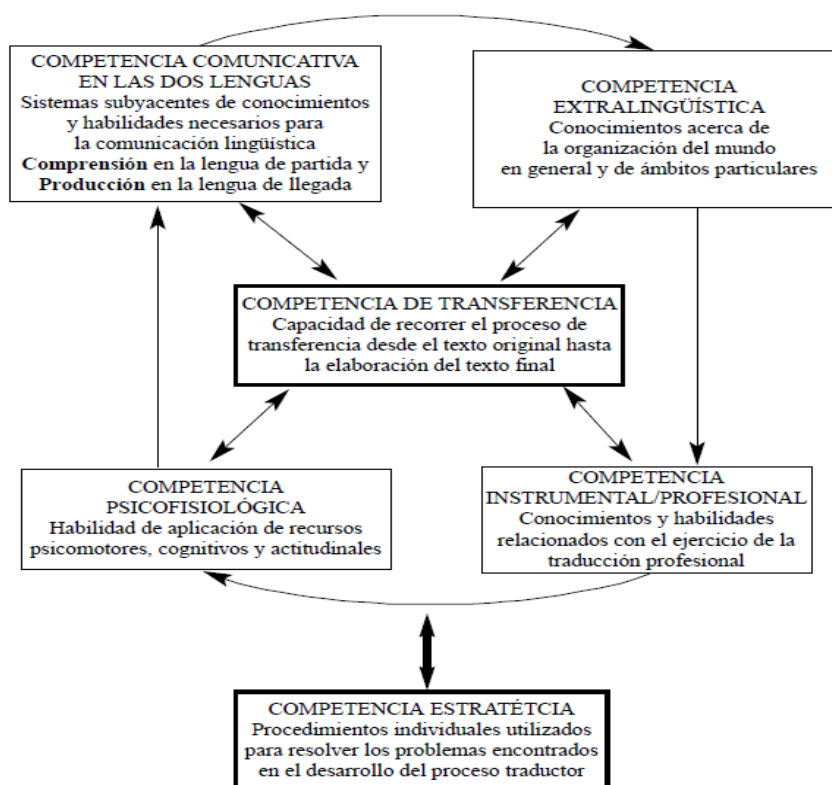 COMPETENCIA COMUNICATIVA
EN LAS DOS LENGUAS
Sistemas subyacentes de conocimientos
y habilidades necesarios para
la comunicación lingüística
Comprensión en la lengua de partida y
Producción en la lengua de llegada
COMPETENCIA
EXTRALINGÜÍSTICA
Conocimientos acerca de
la organización del mundo
en general y de ámbitos particulares
COMPETENCIA DE TRANSFERENCIA
Capacidad de recorrer el proceso de
transferencia desde el texto original hasta
la elaboración del texto final
COMPETENCIA
PSICOFISIOLÓGICA
Habilidad de aplicación de recursos
psicomotores, cognitivos y actitudinales
COMPETENCIA
INSTRUMENTAL/PROFESIONAL
Conocimientos y habilidades
relacionados con el ejercicio de la
traducción profesional
COMPETENCIA ESTRATÉTCIA
Procedimientos individuales utilizados
para resolver los problemas encontrados
en el desarrollo del proceso traductor